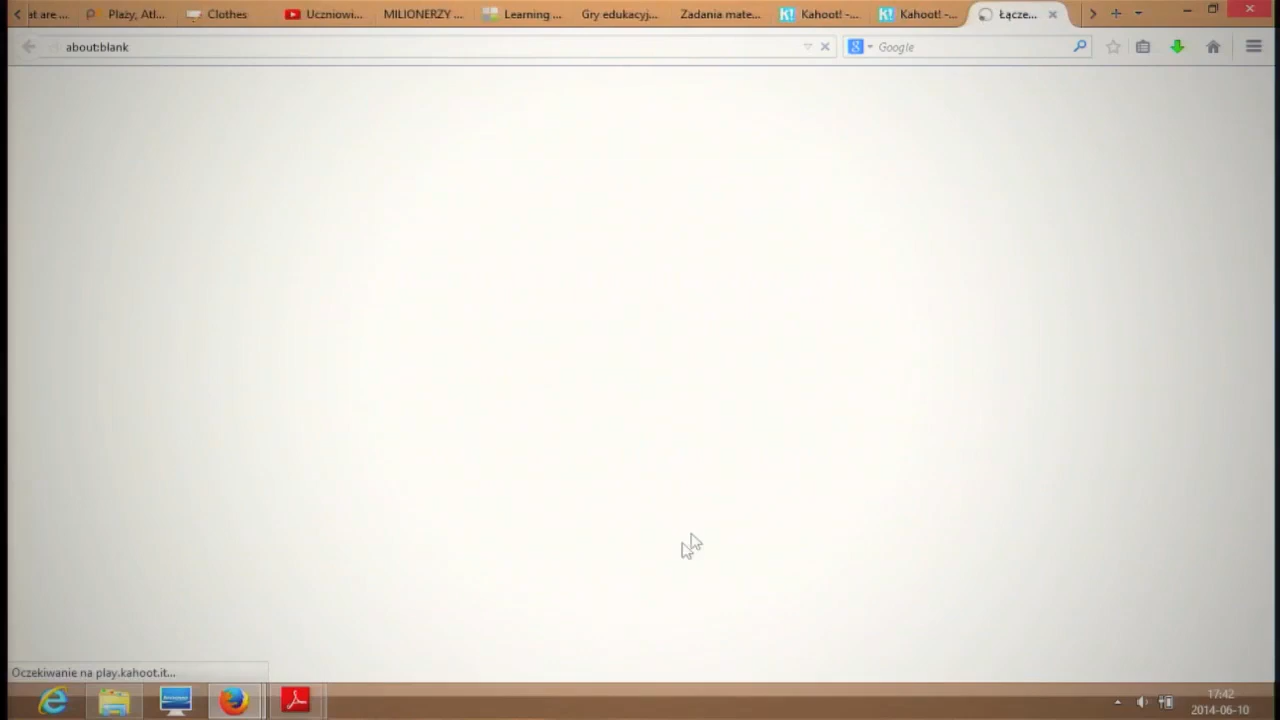 at are ...
Plaży, Atl...
Clothes
Uczniowi...
MILIONERZY ...
Learning ...
Gry edukacyj...
Zadania mate...
K! Kahoot! -...
K! Kahoot! -...
Łącze...
about:blank
8 Google
Oczekiwanie na play.kahoot.it...
17:42
2014-06-10